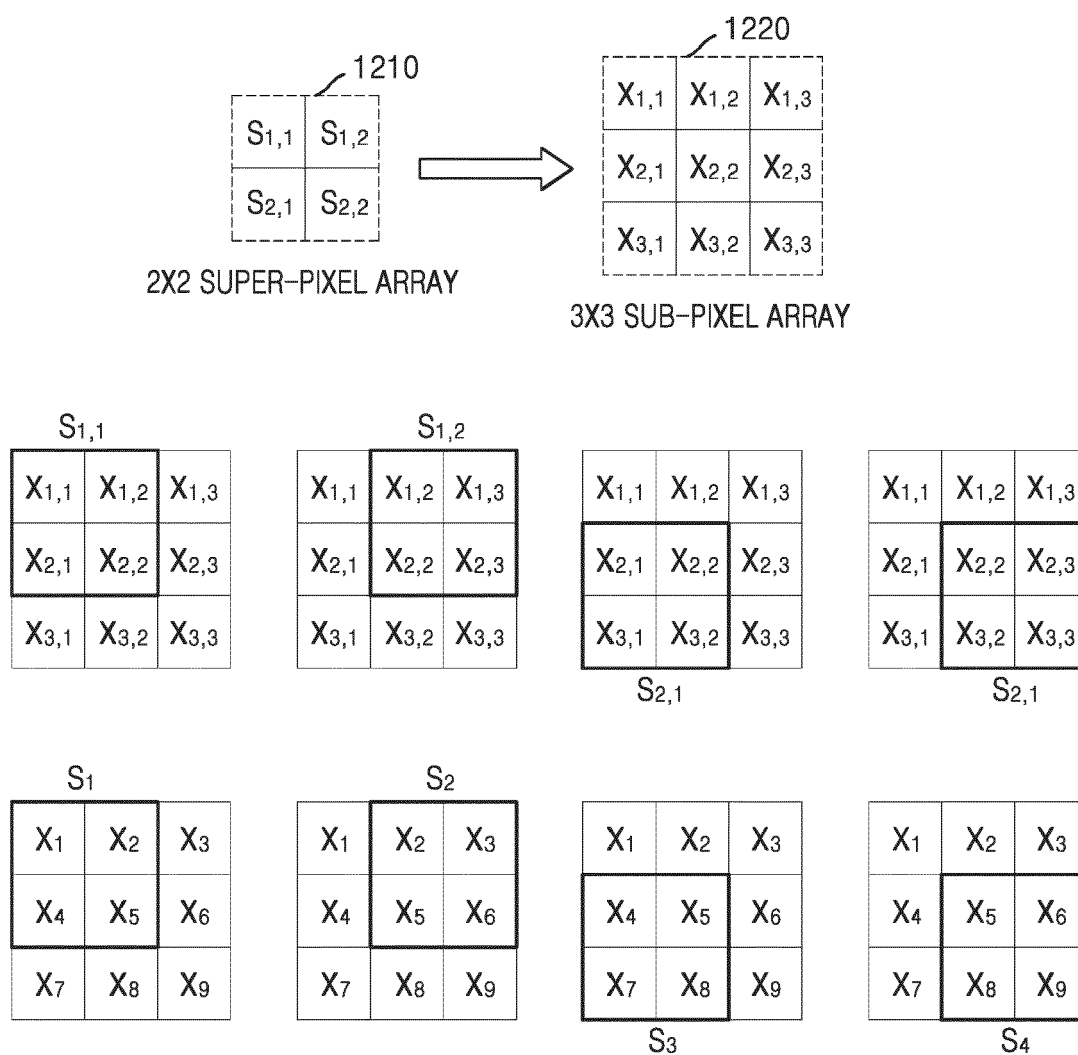 1220
1210
S1,1 S1,2
S2,1 S2,2
2X2 SUPER-PIXEL ARRAY
X1,1 X1,2 X1,3
X2,1 X2,2 X2,3
X3,1 X3,2 X3,3
3X3 SUB-PIXEL ARRAY
S1,1
X1,1 X1,2 X1,3
X2,1 X2,2 X2,3
X3,1 X3,2 X3,3
S1,2
X1,1 X1,2 X1,3
X2,1 X2,2 X2,3
X3,1 X3,2 X3,3
X1,1 X1,2 X1,3
X2,1 X2,2 X2,3
X3,1 X3,2 X3,3
S2,1
X1,1 X1,2 X1,3
X2,1 X2,2 X2,3
X3,1 X3,2 X3,3
S2,1
S1
X1 X2 X3
X4 X5 X6
X7 X8 X9
S2
X1 X2 X3
X4 X5 X6
X7 X8 X9
X1 X2 X3
X4 X5 X6
X7 X8 X9
S3
X1 X2 X3
X4 X5 X6
X7 X8 X9
S4